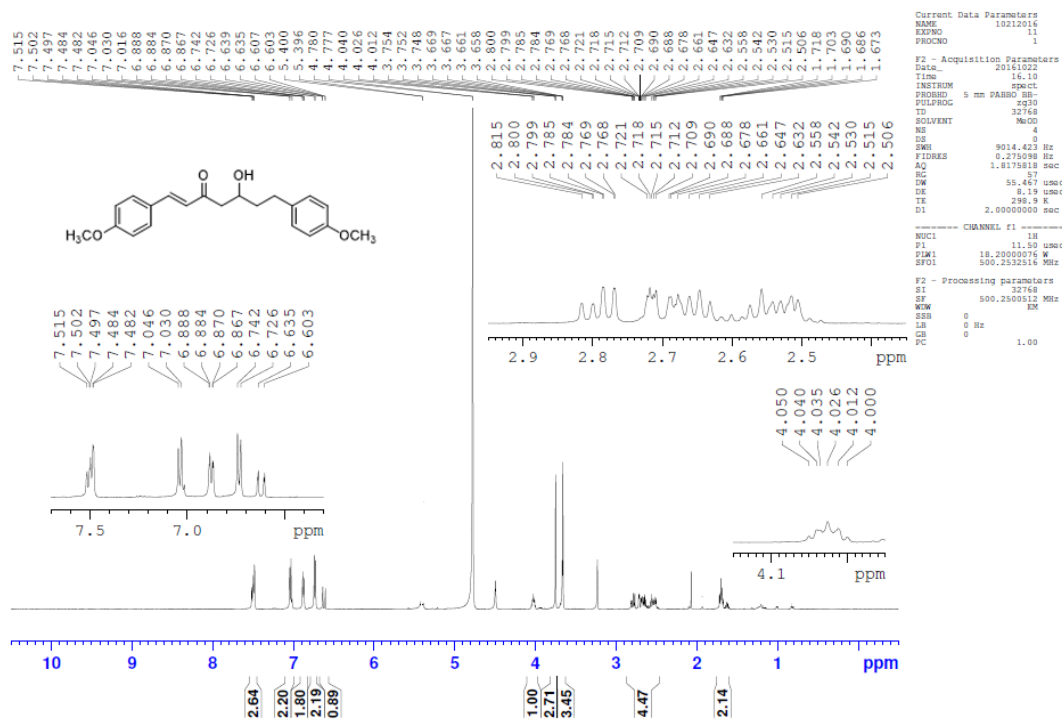 7.515
7.502
7.497
7.484
7.482
7.046
7.030
7.016
6.888
6.884
6.870
6.867
6.742
6.726
6.639
6.635
6.607
6.603
5.400
5.396
4.780
4.777
4.040
4.026
4.012
3.754
3.752
3.748
3.669
3.667
3.661
3.658
2.800
2.799
2.785
2.784
2.769
2.768
2.721
2.718
2.715
2.712
2.709
2.690
2.688
2.678
2.661
2.647
2.632
2.558
2.542
2.530
2.515
2.506
1.718
1.703
1.690
1.686
1.673
Current Data Parameters
NAME 10212016
EXPNO 11
PROCNO 1
F2 - Acquisition Parameters
Date_ 20161022
Time 16.10
INSTRUM spect
PROBHD 5 mm PABBO BB-
PULPROG zg30
TD 32768
SOLVENT MeOD
NS 4
DS 0
SWH 9014.423 Hz
FIDRES 0.275098 Hz
AQ 1.8175818 sec
RG 57
DW 55.467 usec
DE 8.19 usec
TE 298.9 K
D1 2.00000000 sec
======== CHANNEL f1 ========
NUC1 1H
P1 11.50 usec
PLW1 18.20000076 W
SFO1 500.2532516 MHz
F2 - Processing parameters
SI 32768
SF 500.2500512 MHz
WDW EM
SSB 0
LB 0 Hz
GB 0
PC 1.00
2.815
2.800
2.799
2.785
2.784
2.769
2.768
2.721
2.718
2.715
2.712
2.709
2.690
2.688
2.678
2.661
2.647
2.632
2.558
2.542
2.530
2.515
2.506
2.9 2.8 2.7 2.6 2.5 ppm
O OH
H3CO OCH3
7.515
7.502
7.497
7.484
7.482
7.046
7.030
6.888
6.884
6.870
6.867
6.742
6.726
6.635
6.603
7.5 7.0 ppm
4.050
4.040
4.035
4.026
4.012
4.000
4.1 ppm
10 9 8 7 6 5 4 3 2 1 ppm
2.64
2.20
1.80
2.19
0.89
1.00
2.71
3.45
4.47
2.14